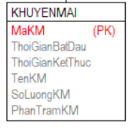 KHUYENMAI
MaKM (PK)
ThoiGianBatDau
ThoiGianKetThuc
TenKM
SoLuongKM
PhanTramKM